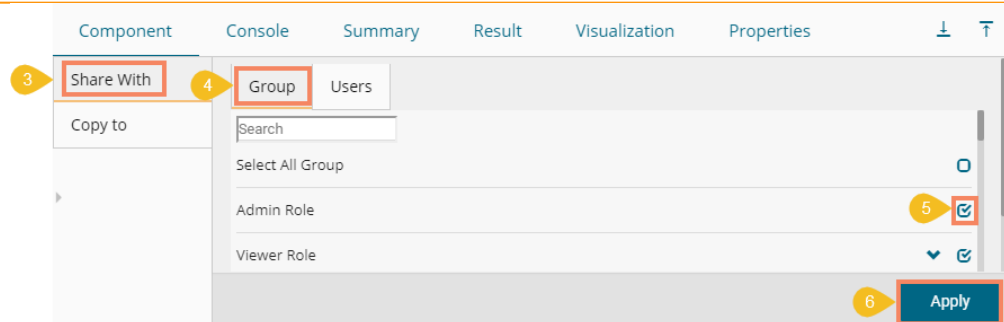 Component Console Summary Result Visualization Properties
3 Share With 4 Group Users
Copy to
Search
Select All Group
Admin Role 5
Viewer Role
6 Apply